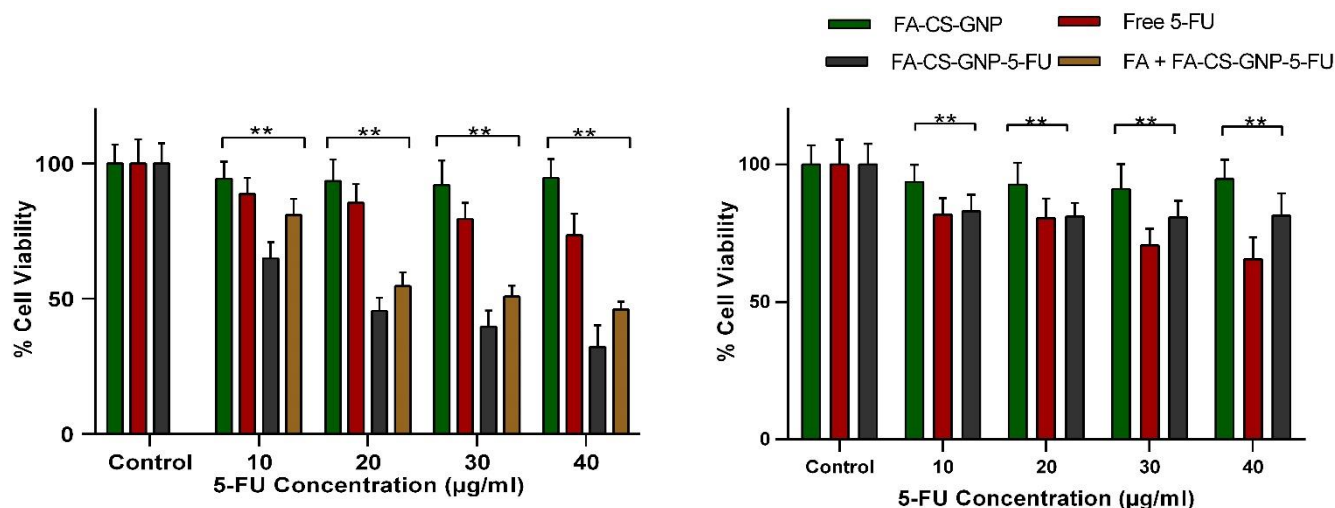 FA-CS-GNP
Free 5-FU
FA-CS-GNP-5-FU
FA + FA-CS-GNP-5-FU
** ** ** **
100
50
0
% Cell Viability
Control 10 20 30 40
5-FU Concentration (µg/ml)
** ** ** **
100
50
0
% Cell Viability
Control 10 20 30 40
5-FU Concentration (µg/ml)